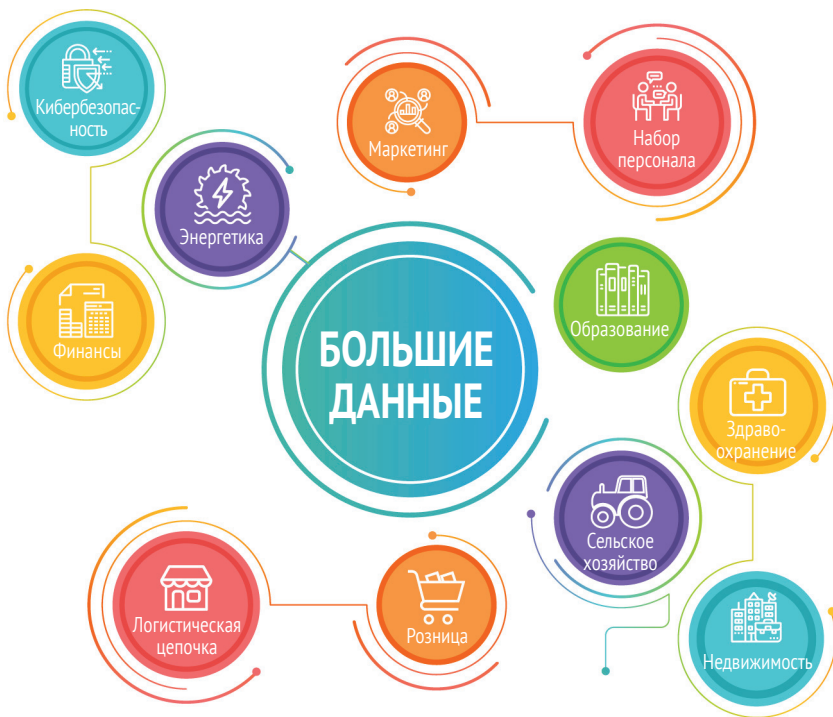 Кибербезопас-
ность
Маркетинг
Набор
персонала
Энергетика
Финансы
БОЛЬШИЕ
ДАННЫЕ
Образование
Здраво-
охранение
Сельское
хозяйство
Логистическая
цепочка
Розница
Недвижимость